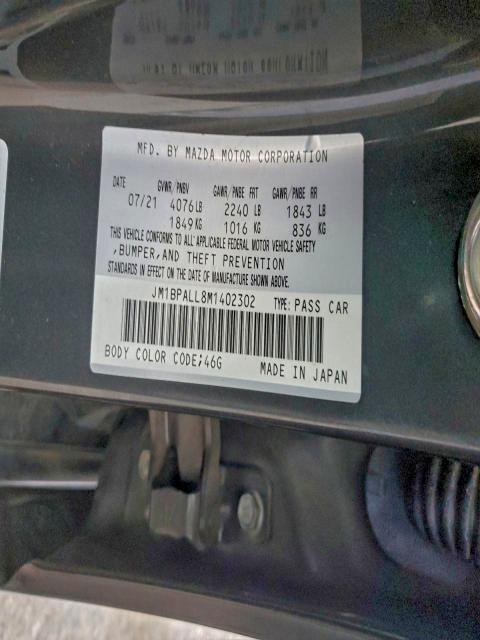 MFD. BY MAZDA MOTOR CORPORATION
DATE GVWR/PNBV GAWR/PNBE FRT GAWR/PNBE RR
07/21 4076LB 2240 LB 1843 LB
1849KG 1016 KG 836 KG
THIS VEHICLE CONFORMS TO ALL APPLICABLE FEDERAL MOTOR VEHICLE SAFETY
,BUMPER,AND THEFT PREVENTION
STANDARDS IN EFFECT ON THE DATE OF MANUFACTURE SHOWN ABOVE.
JM1BPALL8M1402302 TYPE: PASS CAR
BODY COLOR CODE;46G MADE IN JAPAN